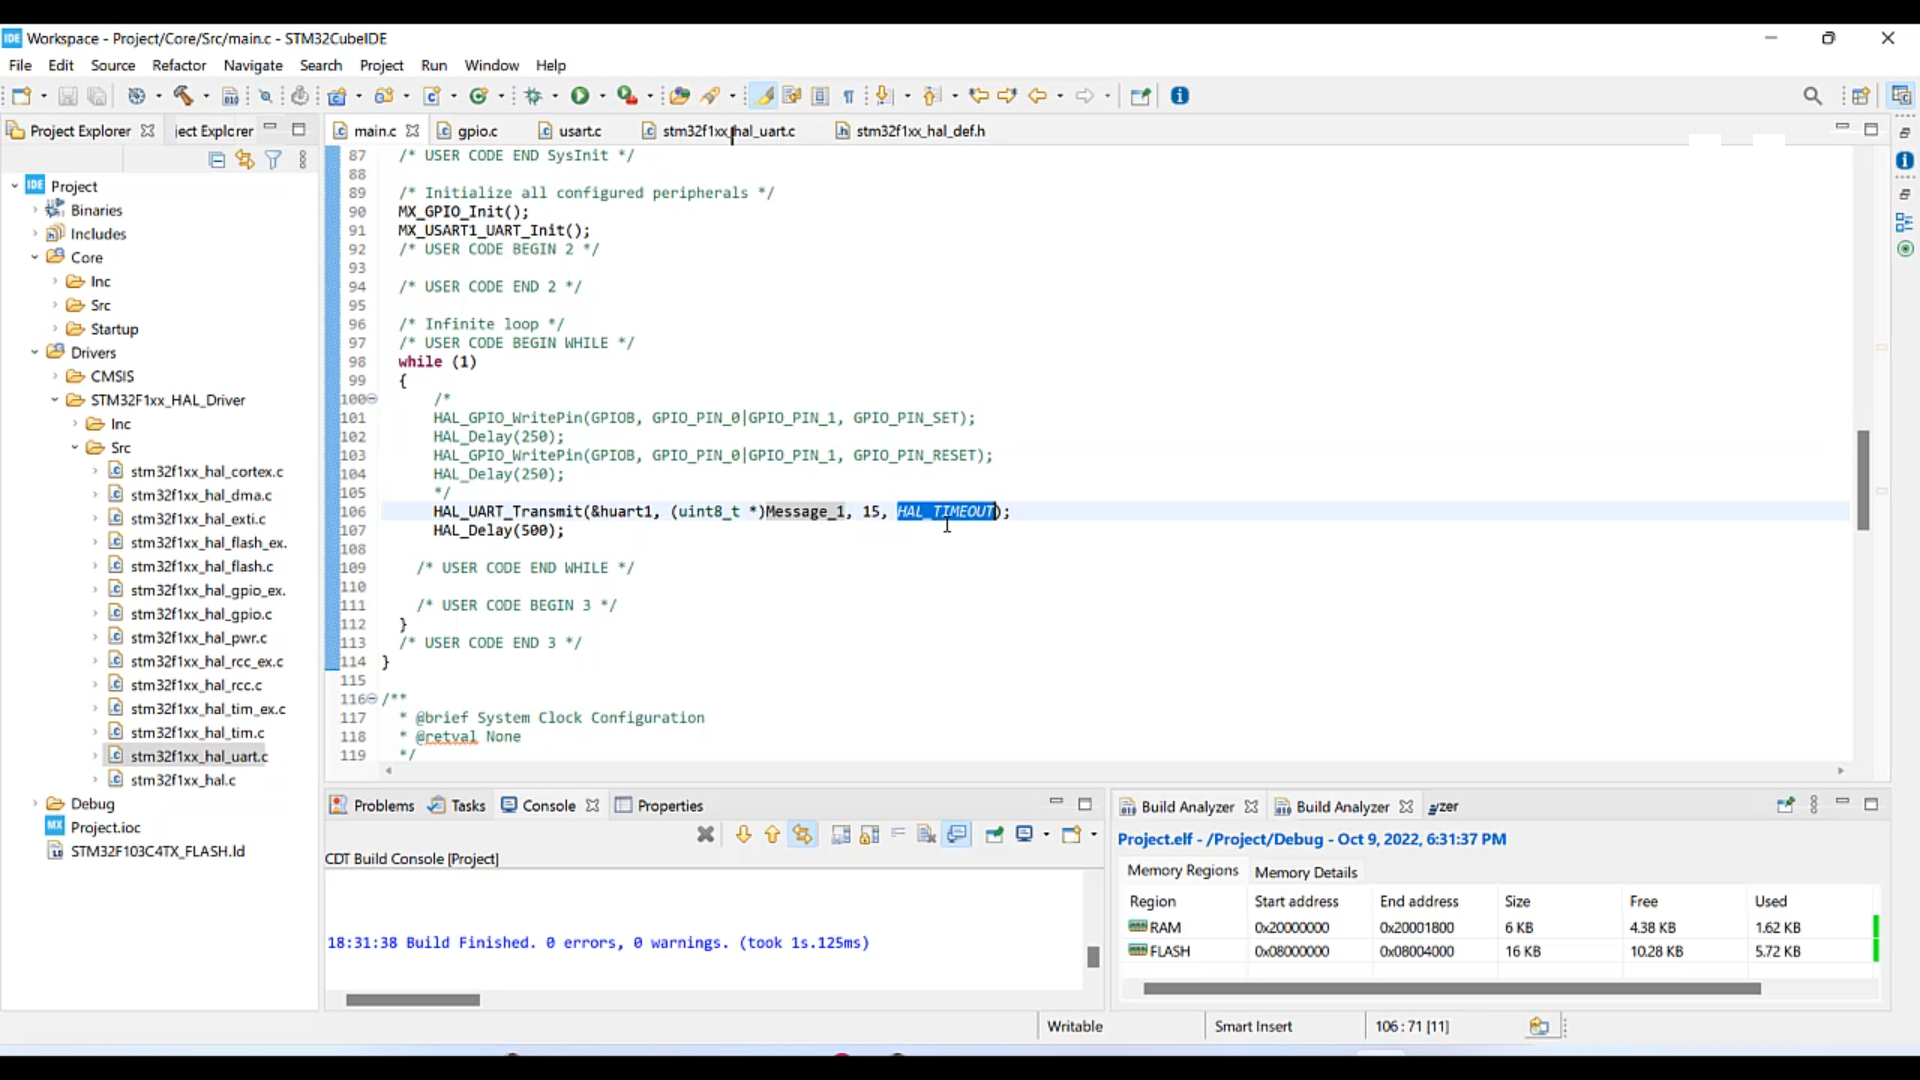 IDE Workspace - Project/Core/Src/main.c - STM32CubeIDE
File Edit Source Refactor Navigate Search Project Run Window Help
Project Explorer ject Explcrer
main.c gpio.c usart.c stm32f1xx_hal_uart.c stm32f1xx_hal_def.h
IDE Project
Binaries
Includes
Core
Inc
Src
Startup
Drivers
CMSIS
STM32F1xx_HAL_Driver
Inc
Src
stm32f1xx_hal_cortex.c
stm32f1xx_hal_dma.c
stm32f1xx_hal_exti.c
stm32f1xx_hal_flash_ex.
stm32f1xx_hal_flash.c
stm32f1xx_hal_gpio_ex.
stm32f1xx_hal_gpio.c
stm32f1xx_hal_pwr.c
stm32f1xx_hal_rcc_ex.c
stm32f1xx_hal_rcc.c
stm32f1xx_hal_tim_ex.c
stm32f1xx_hal_tim.c
stm32f1xx_hal_uart.c
stm32f1xx_hal.c
Debug
MX Project.ioc
STM32F103C4TX_FLASH.ld
87 /* USER CODE END SysInit */
88
89 /* Initialize all configured peripherals */
90 MX_GPIO_Init();
91 MX_USART1_UART_Init();
92 /* USER CODE BEGIN 2 */
93
94 /* USER CODE END 2 */
95
96 /* Infinite loop */
97 /* USER CODE BEGIN WHILE */
98 while (1)
99 {
100 /*
101 HAL_GPIO_WritePin(GPIOB, GPIO_PIN_0|GPIO_PIN_1, GPIO_PIN_SET);
102 HAL_Delay(250);
103 HAL_GPIO_WritePin(GPIOB, GPIO_PIN_0|GPIO_PIN_1, GPIO_PIN_RESET);
104 HAL_Delay(250);
105 */
106 HAL_UART_Transmit(&huart1, (uint8_t *)Message_1, 15, HAL_TIMEOUT);
107 HAL_Delay(500);
108
109 /* USER CODE END WHILE */
110
111 /* USER CODE BEGIN 3 */
112 }
113 /* USER CODE END 3 */
114 }
115
116 /**
117 * @brief System Clock Configuration
118 * @retval None
119 */
Problems Tasks Console Properties
CDT Build Console [Project]
18:31:38 Build Finished. 0 errors, 0 warnings. (took 1s.125ms)
Build Analyzer Build Analyzer yzer
Project.elf - /Project/Debug - Oct 9, 2022, 6:31:37 PM
Memory Regions Memory Details
Region Start address End address Size Free Used
RAM 0x20000000 0x20001800 6 KB 4.38 KB 1.62 KB
FLASH 0x08000000 0x08004000 16 KB 10.28 KB 5.72 KB
Writable Smart Insert 106 : 71 [11]